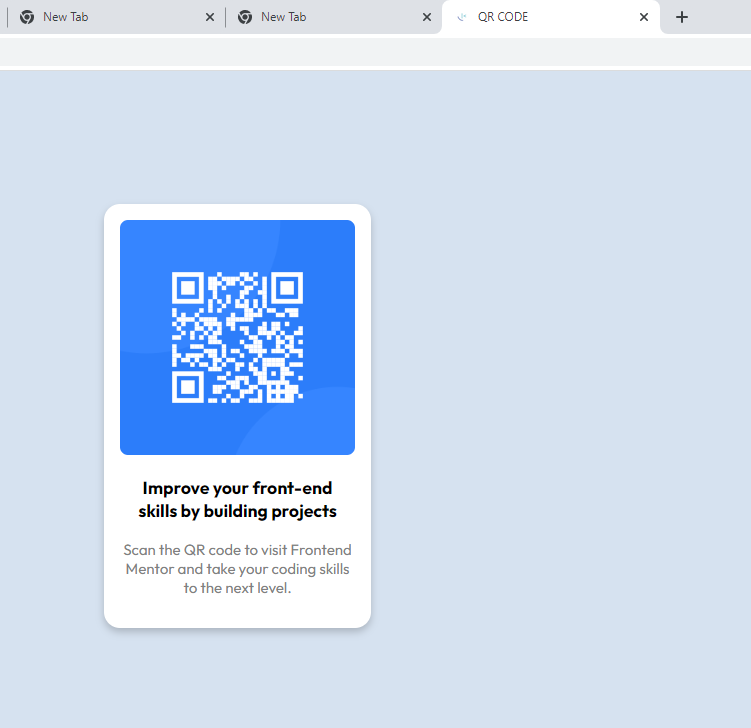 New Tab
New Tab
QR CODE
Improve your front-end
skills by building projects
Scan the QR code to visit Frontend
Mentor and take your coding skills
to the next level.